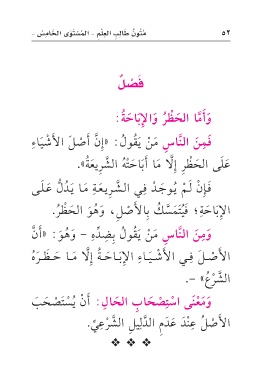 ٥٢ مُتُونُ طَالِبِ العِلْمِ - المُسْتَوَى الخَامِسُ -
فَصْلٌ
وَأَمَّا الحَظْرُ وَالإِبَاحَةُ:
فَمِنَ النَّاسِ مَنْ يَقُولُ: «إِنَّ أَصْلَ الأَشْيَاءِ
عَلَى الحَظْرِ إِلَّا مَا أَبَاحَتْهُ الشَّرِيعَةُ».
فَإِنْ لَمْ يُوجَدْ فِي الشَّرِيعَةِ مَا يَدُلُّ عَلَى
الإِبَاحَةِ؛ فَيُتَمَسَّكُ بِالأَصْلِ، وَهُوَ الحَظْرُ.
وَمِنَ النَّاسِ مَنْ يَقُولُ بِضِدِّهِ - وَهُوَ: «أَنَّ
الأَصْلَ فِي الأَشْيَاءِ الإِبَاحَةُ إِلَّا مَا حَظَرَهُ
الشَّرْعُ» -.
وَمَعْنَى اسْتِصْحَابِ الحَالِ: أَنْ يُسْتَصْحَبَ
الأَصْلُ عِنْدَ عَدَمِ الدَّلِيلِ الشَّرْعِيِّ.